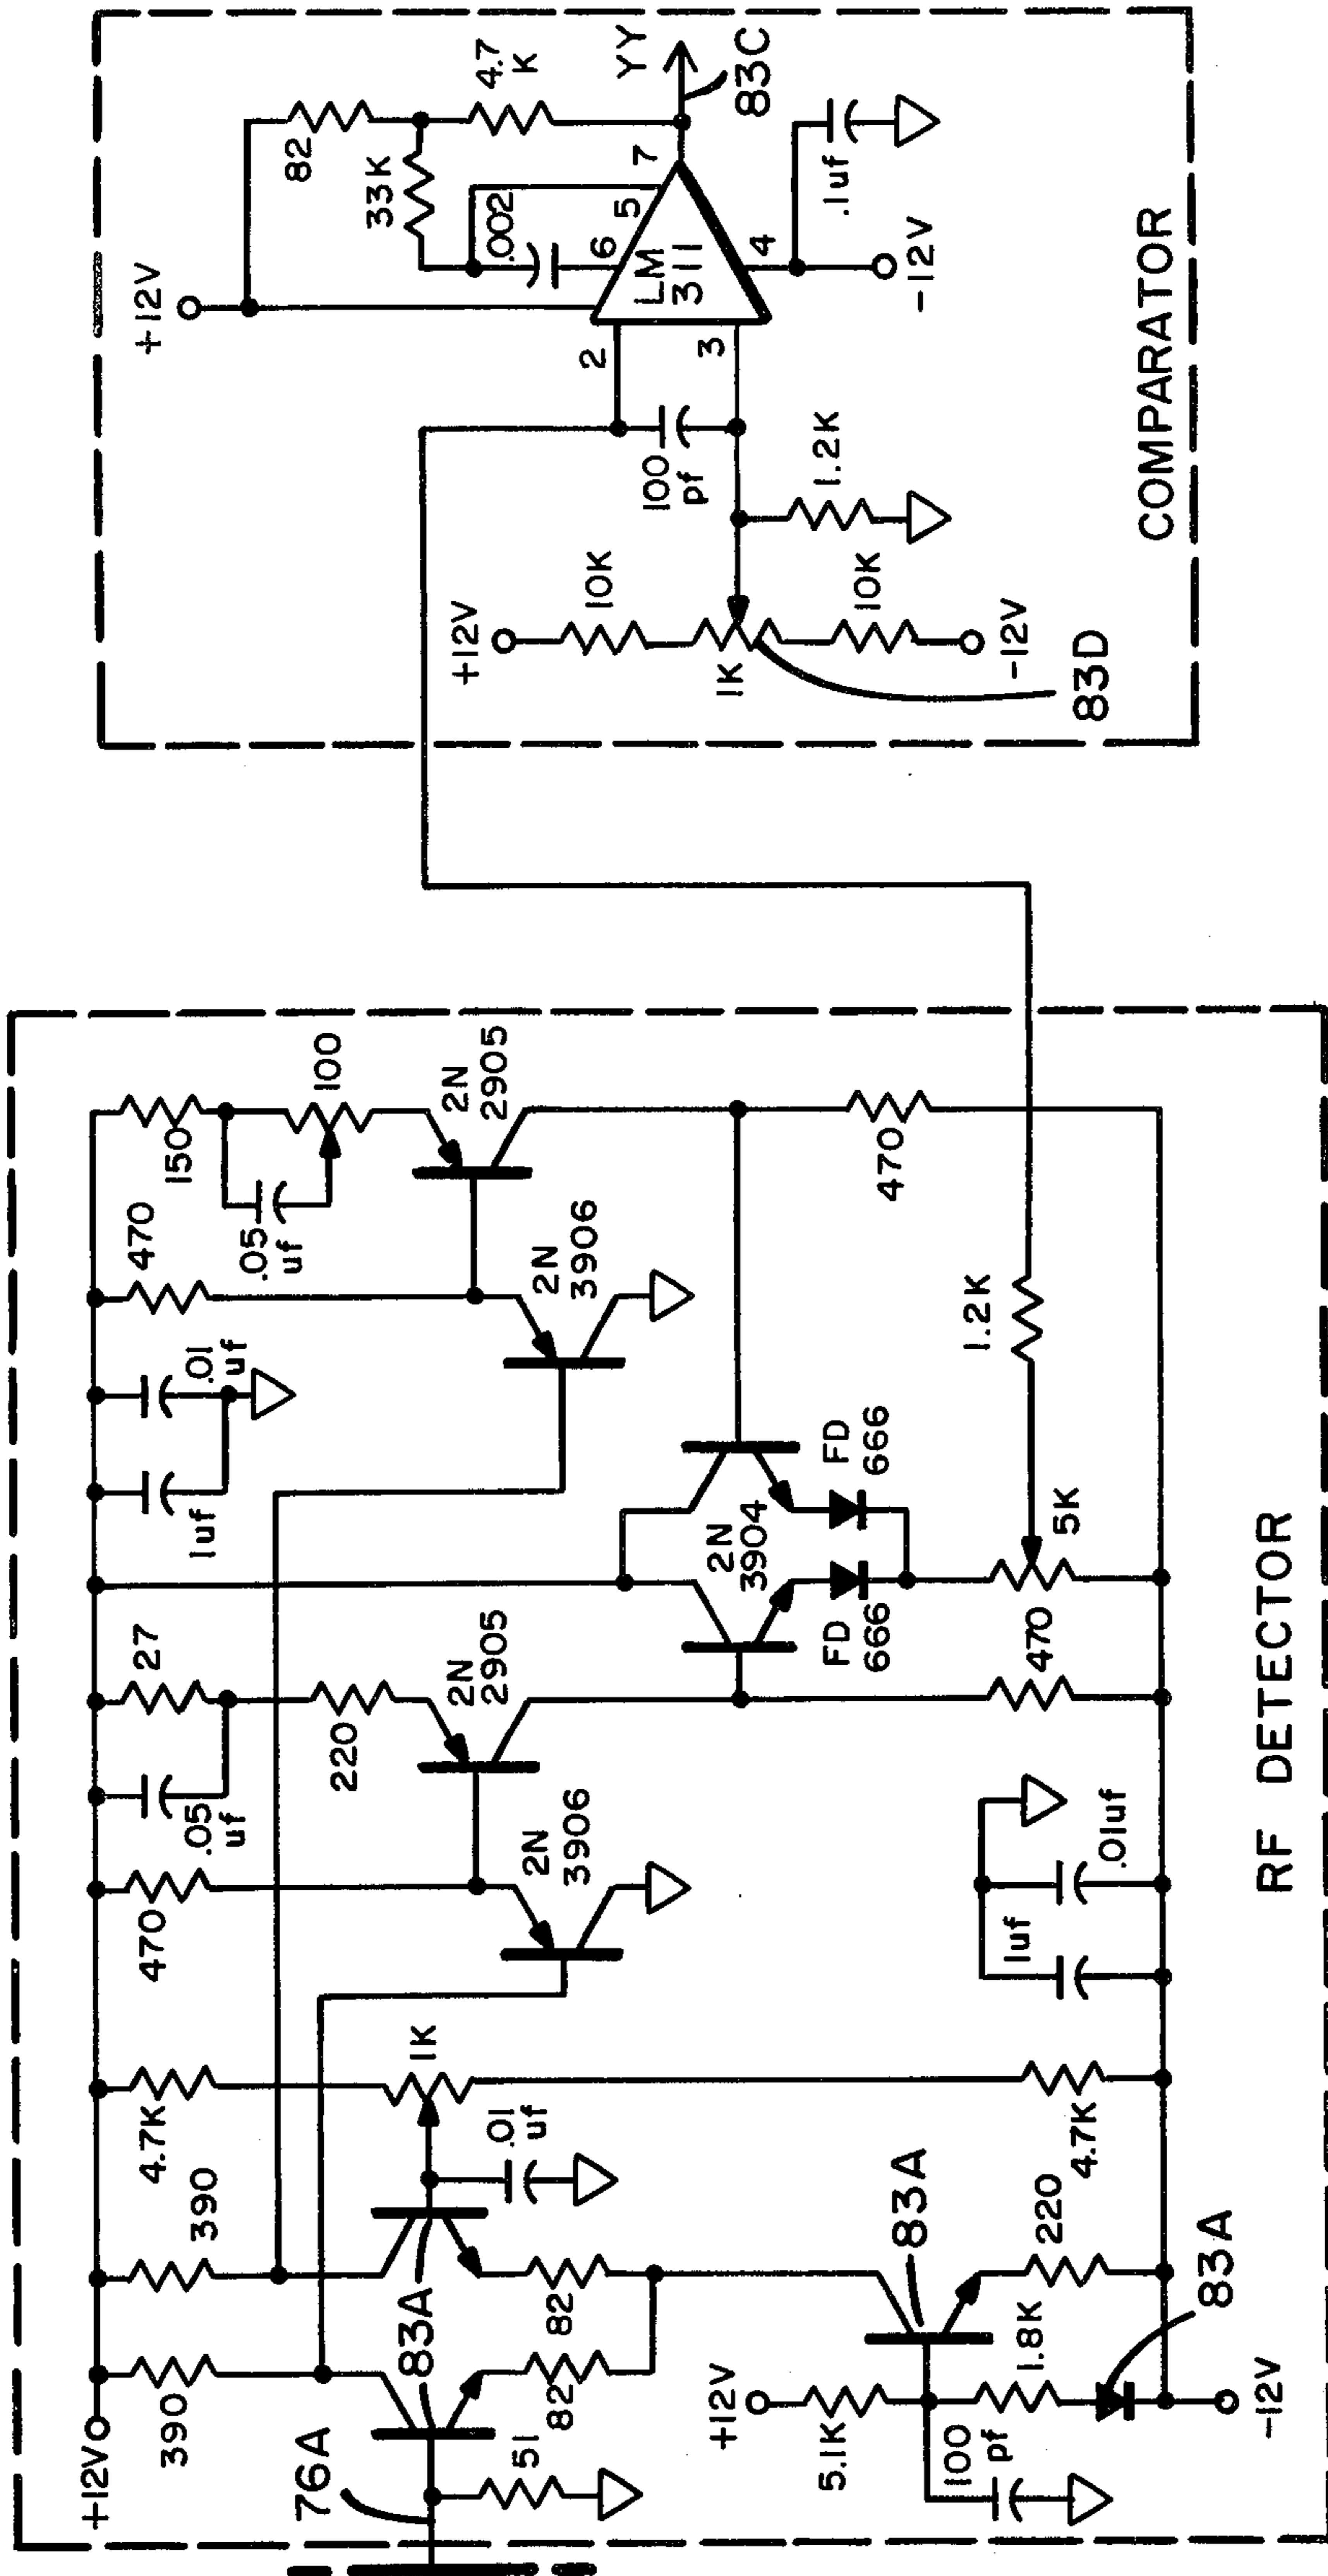 +12V
390
390
4.7K
470
.05
uf
27
1uf
.01
uf
470
.05
uf
150
100
220
2N
2905
2N
3906
2N
2905
2N
3906
76A
51
83A
82
82
1K
.01
uf
+12V
5.1K
100
pf
1.8K
83A
220
83A
-12V
4.7K
1uf
.01uf
470
2N
3904
FD
666
FD
666
5K
1.2K
470
RF DETECTOR
+12V
82
4.7
K
33K
.002
2
3
LM
311
6
5
7
4
YY
83C
.1uf
-12V
100
pf
1.2K
+12V
10K
1K
10K
-12V
83D
COMPARATOR